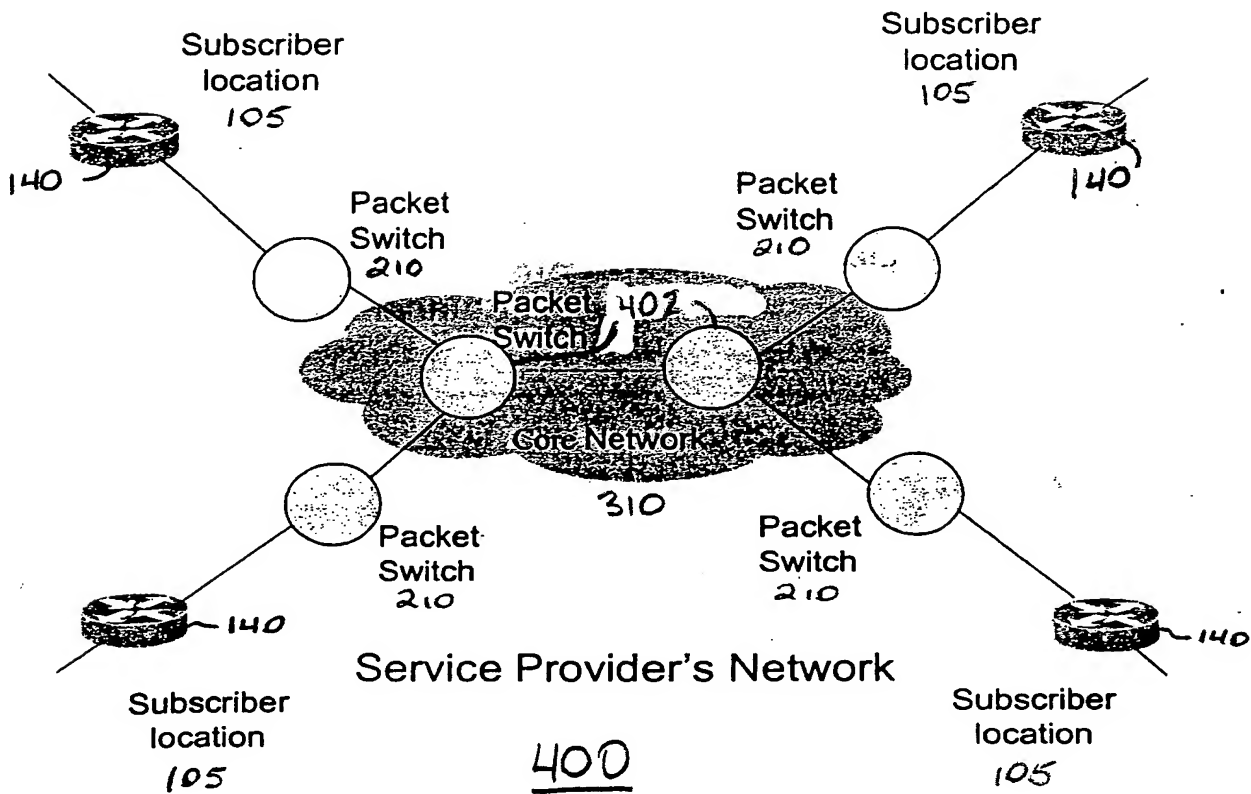 Subscriber
location
105
Subscriber
location
105
140
140
Packet
Switch
210
Packet
Switch
210
Packet
Switch
402
Core Network
310
Packet
Switch
210
Packet
Switch
210
140
140
Service Provider's Network
Subscriber
location
105
Subscriber
location
105
400